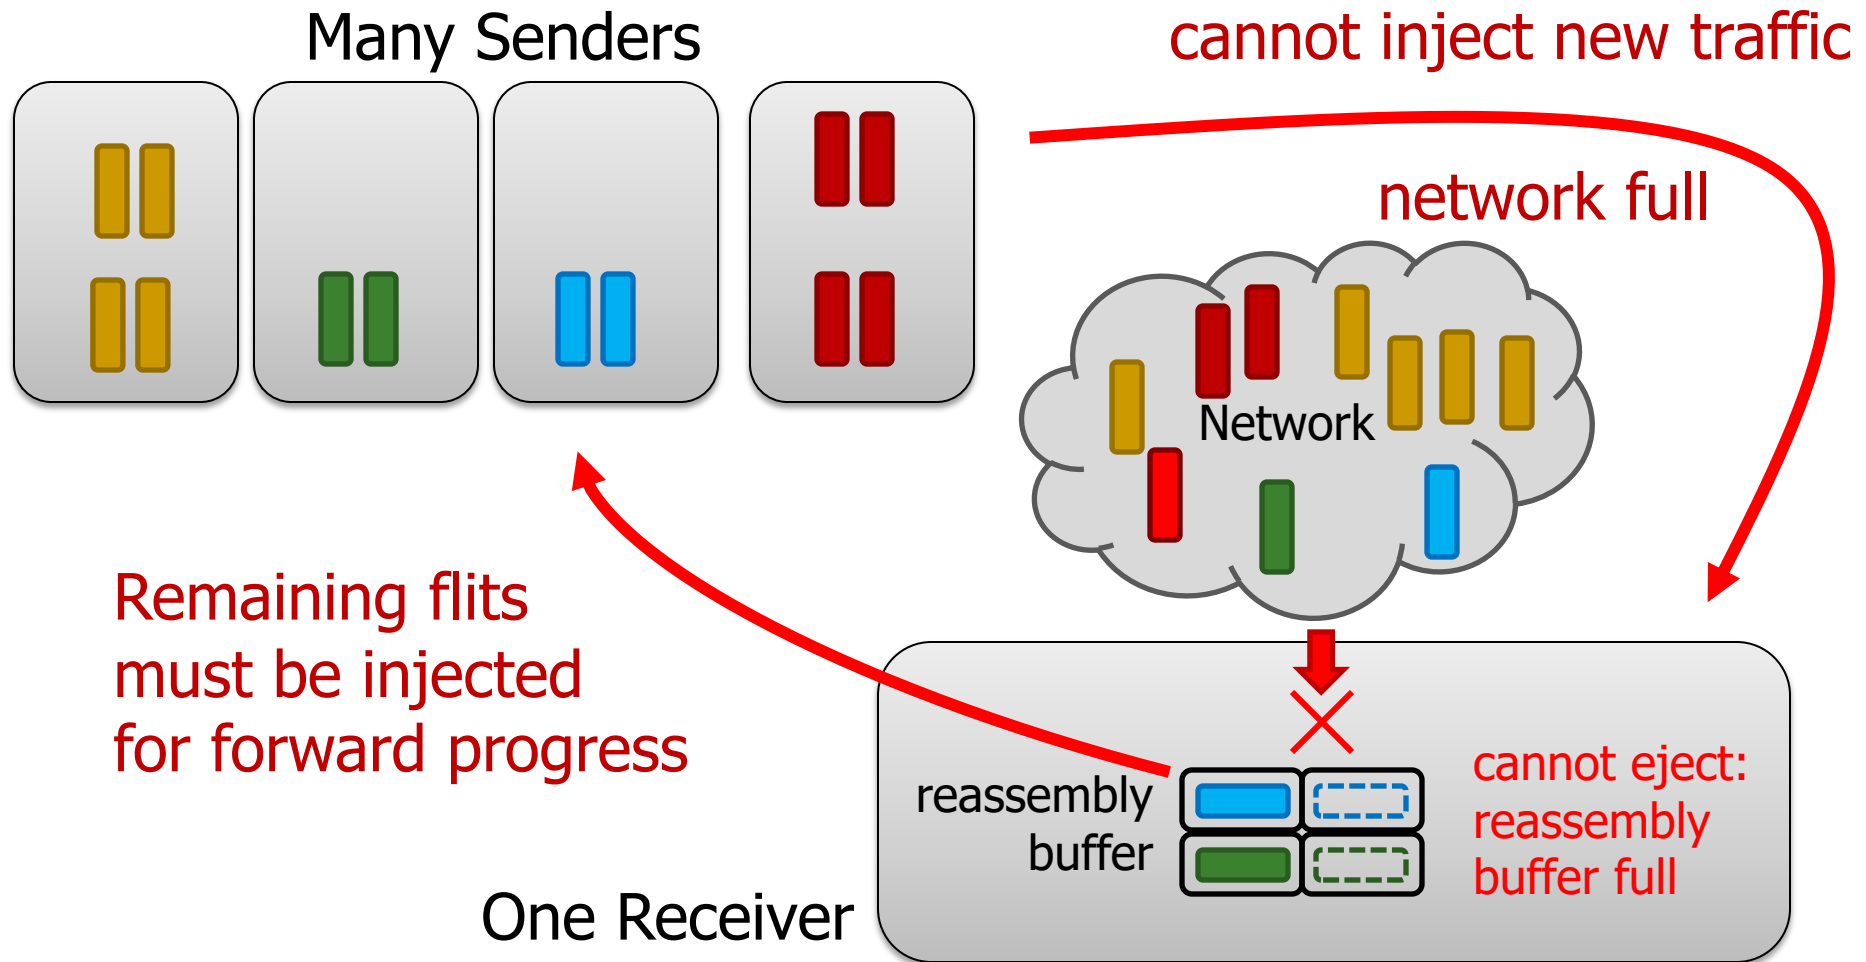 Many Senders
cannot inject new traffic
network full
Network
Remaining flits
must be injected
for forward progress
reassembly
buffer
cannot eject:
reassembly
buffer full
One Receiver